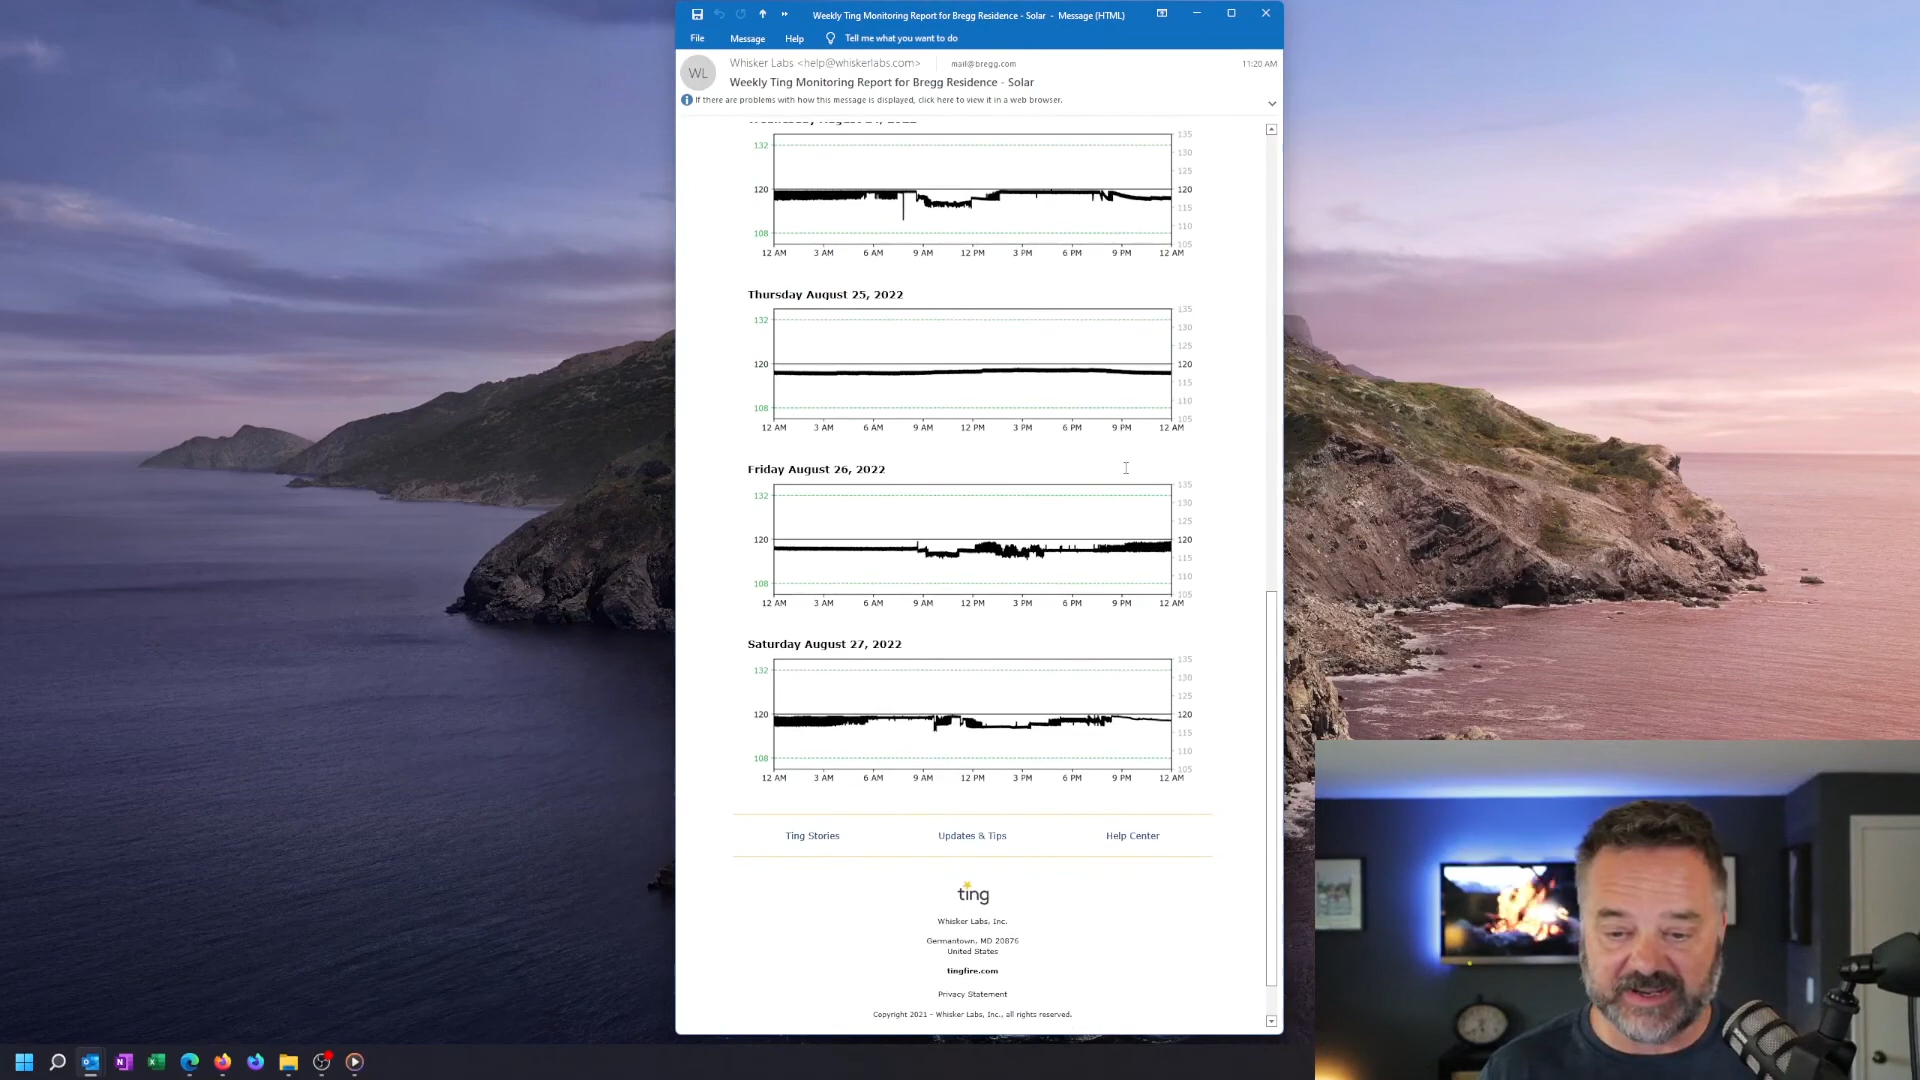 Weekly Ting Monitoring Report for Bregg Residence - Solar - Message (HTML)
File Message Help Tell me what you want to do
WL
Whisker Labs <help@whiskerlabs.com> mail@bregg.com 11:20 AM
Weekly Ting Monitoring Report for Bregg Residence - Solar
If there are problems with how this message is displayed, click here to view it in a web browser.
Wednesday August 24, 2022
132 120 108
135 130 125 120 115 110 105
12 AM 3 AM 6 AM 9 AM 12 PM 3 PM 6 PM 9 PM 12 AM
Thursday August 25, 2022
132 120 108
135 130 125 120 115 110 105
12 AM 3 AM 6 AM 9 AM 12 PM 3 PM 6 PM 9 PM 12 AM
Friday August 26, 2022
132 120 108
135 130 125 120 115 110 105
12 AM 3 AM 6 AM 9 AM 12 PM 3 PM 6 PM 9 PM 12 AM
Saturday August 27, 2022
132 120 108
135 130 125 120 115 110 105
12 AM 3 AM 6 AM 9 AM 12 PM 3 PM 6 PM 9 PM 12 AM
Ting Stories Updates & Tips Help Center
ting
Whisker Labs, Inc.
Germantown, MD 20876
United States
tingfire.com
Privacy Statement
Copyright 2021 - Whisker Labs, Inc., all rights reserved.